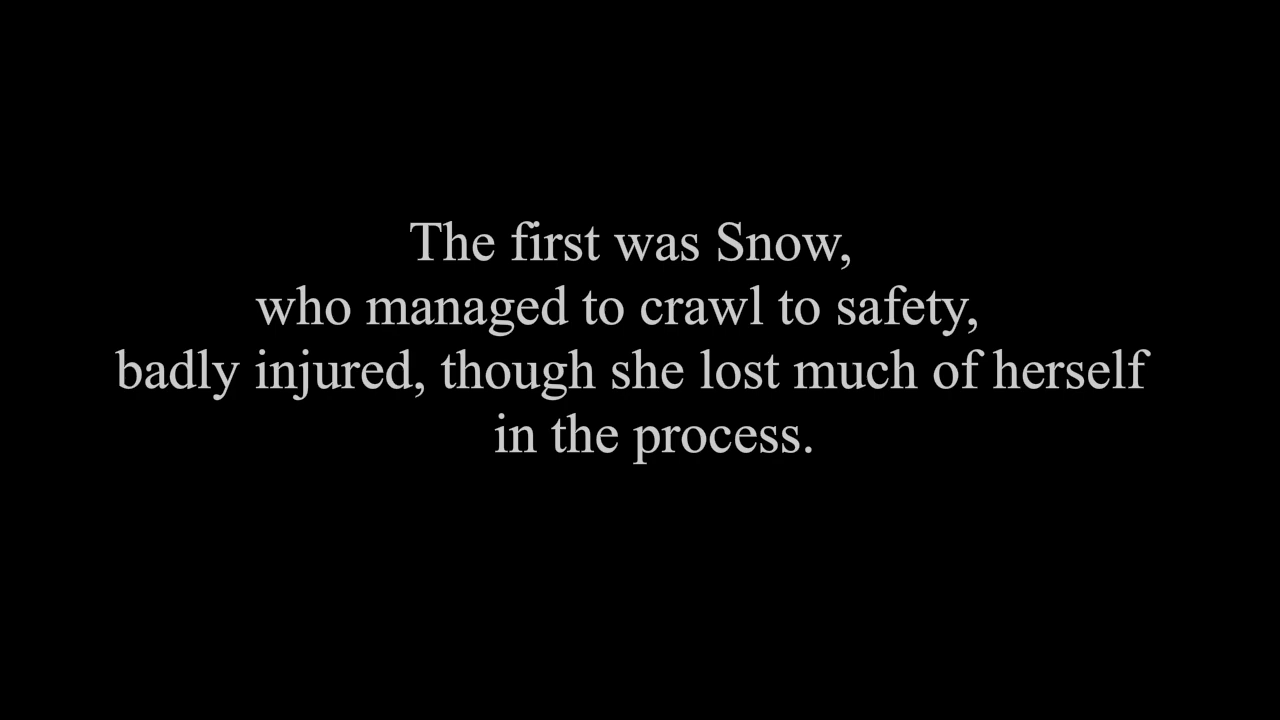 The first was Snow,
who managed to crawl to safety,
badly injured, though she lost much of herself
in the process.